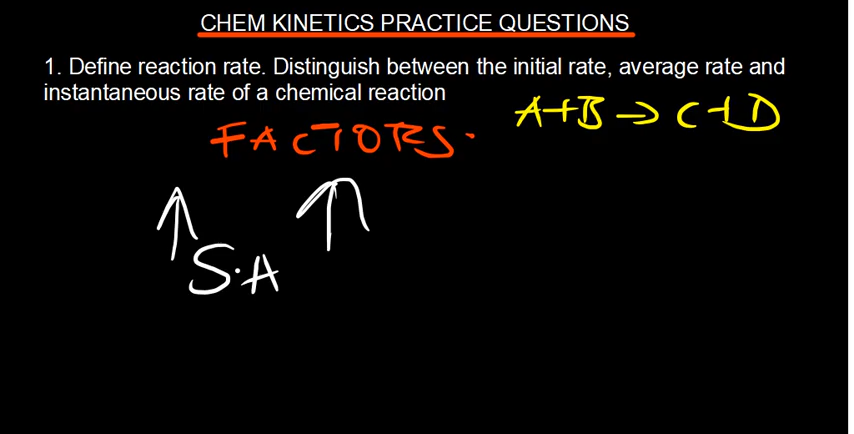 CHEM KINETICS PRACTICE QUESTIONS
1. Define reaction rate. Distinguish between the initial rate, average rate and
instantaneous rate of a chemical reaction
A+B → C+D
FACTORS.
↑ S.A ↑